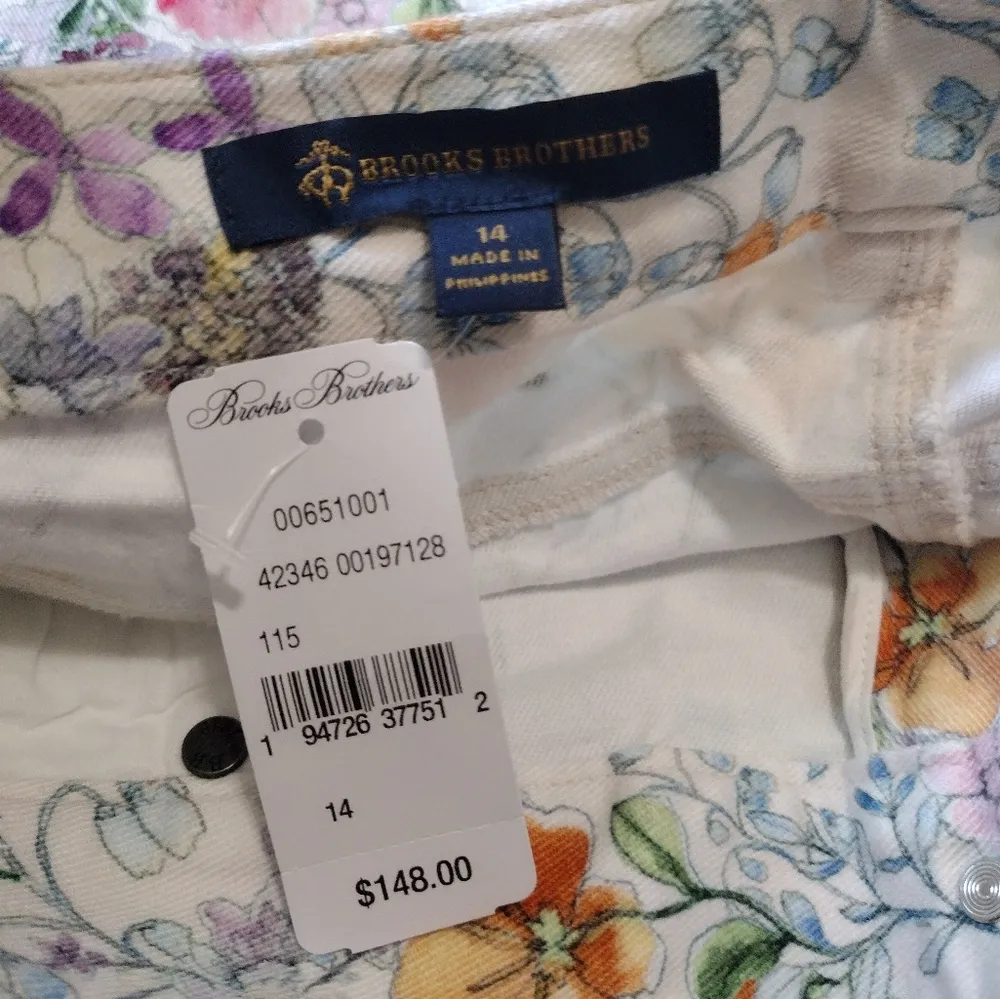 BROOKS BROTHERS
14
MADE IN
PHILIPPINES
Brooks Brothers
00651001
42346 00197128
115
1 94726 37751 2
14
$148.00